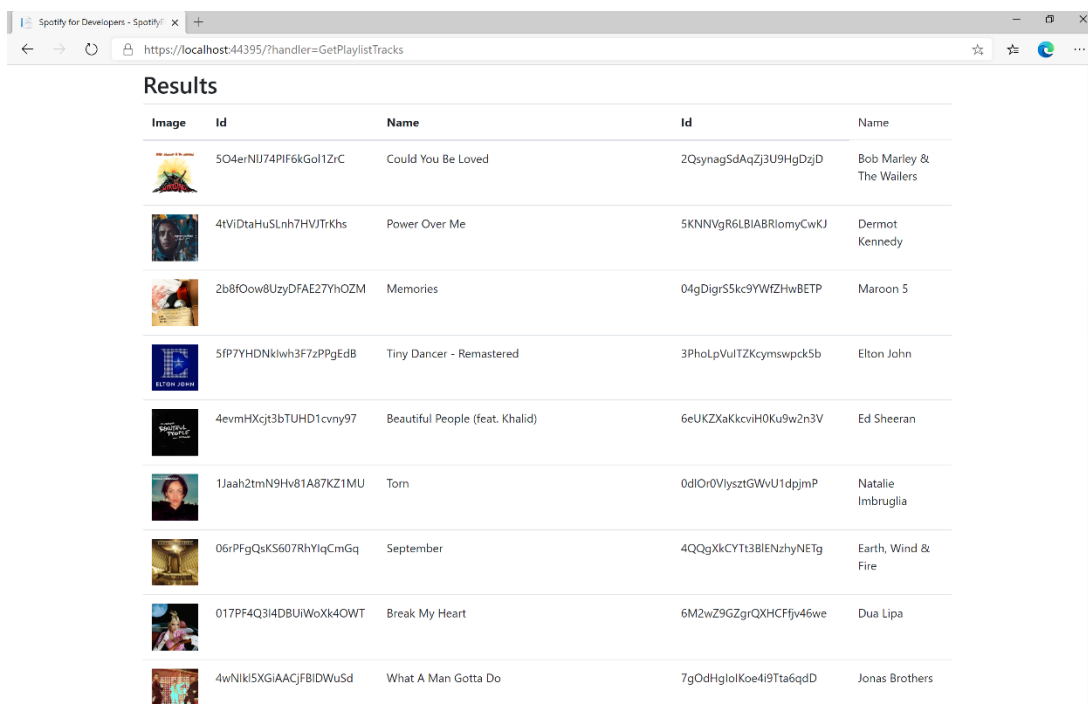 Spotify for Developers - Spotify
https://localhost:44395/?handler=GetPlaylistTracks
Results
Image Id Name Id Name
5O4erNlJ74PIF6kGol1ZrC Could You Be Loved 2QsynagSdAqZj3U9HgDzjD Bob Marley &
The Wailers
4tViDtaHuSLnh7HVJTrKhs Power Over Me 5KNNVgR6LBIABRIomyCwKJ Dermot
Kennedy
2b8fOow8UzyDFAE27YhOZM Memories 04gDigrS5kc9YWfZHwBETP Maroon 5
5fP7YHDNkIwh3F7zPPgEdB Tiny Dancer - Remastered 3PhoLpVuITZKcymswpck5b Elton John
ELTON JOHN
4evmHXcjt3bTUHD1cvny97 Beautiful People (feat. Khalid) 6eUKZXaKkcviH0Ku9w2n3V Ed Sheeran
BEAUTIFUL
PEOPLE
1Jaah2tmN9Hv81A87KZ1MU Torn 0dlOr0VIysztGWvU1dpjmP Natalie
Imbruglia
06rPFgQsKS607RhYIqCmGq September 4QQgXkCYTt3BlENzhyNETg Earth, Wind &
Fire
017PF4Q3l4DBUiWoXk4OWT Break My Heart 6M2wZ9GZgrQXHCFfjv46we Dua Lipa
4wNIkl5XGiAACjFBlDWuSd What A Man Gotta Do 7gOdHgIoIKoe4i9Tta6qdD Jonas Brothers